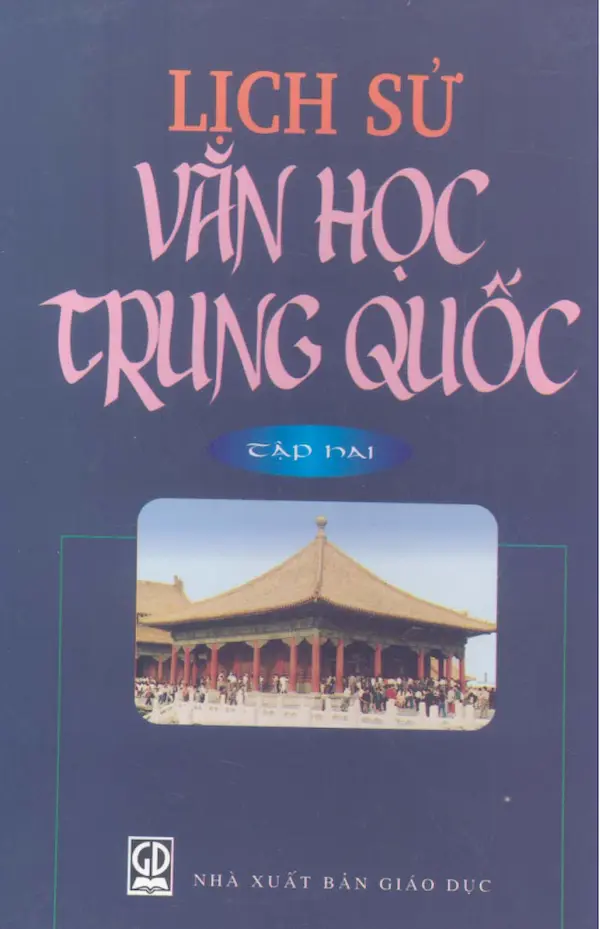 LỊCH SỬ
VĂN HỌC
TRUNG QUỐC
TẬP HAI
GD
NHÀ XUẤT BẢN GIÁO DỤC